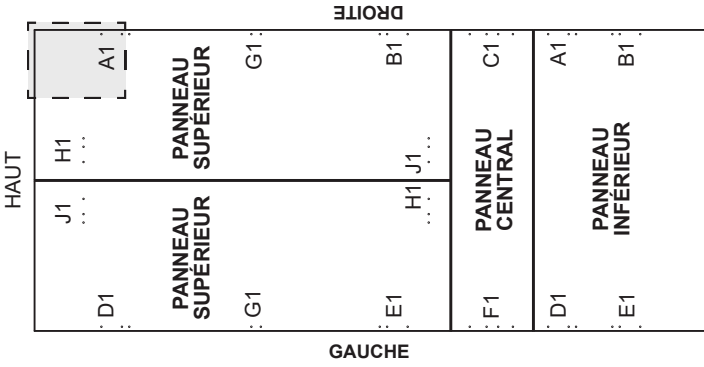 DROITE
HAUT
A1
G1
B1
C1
A1
B1
PANNEAU
SUPÉRIEUR
H1
J1
PANNEAU
CENTRAL
PANNEAU
INFÉRIEUR
J1
H1
PANNEAU
SUPÉRIEUR
D1
G1
E1
F1
D1
E1
GAUCHE